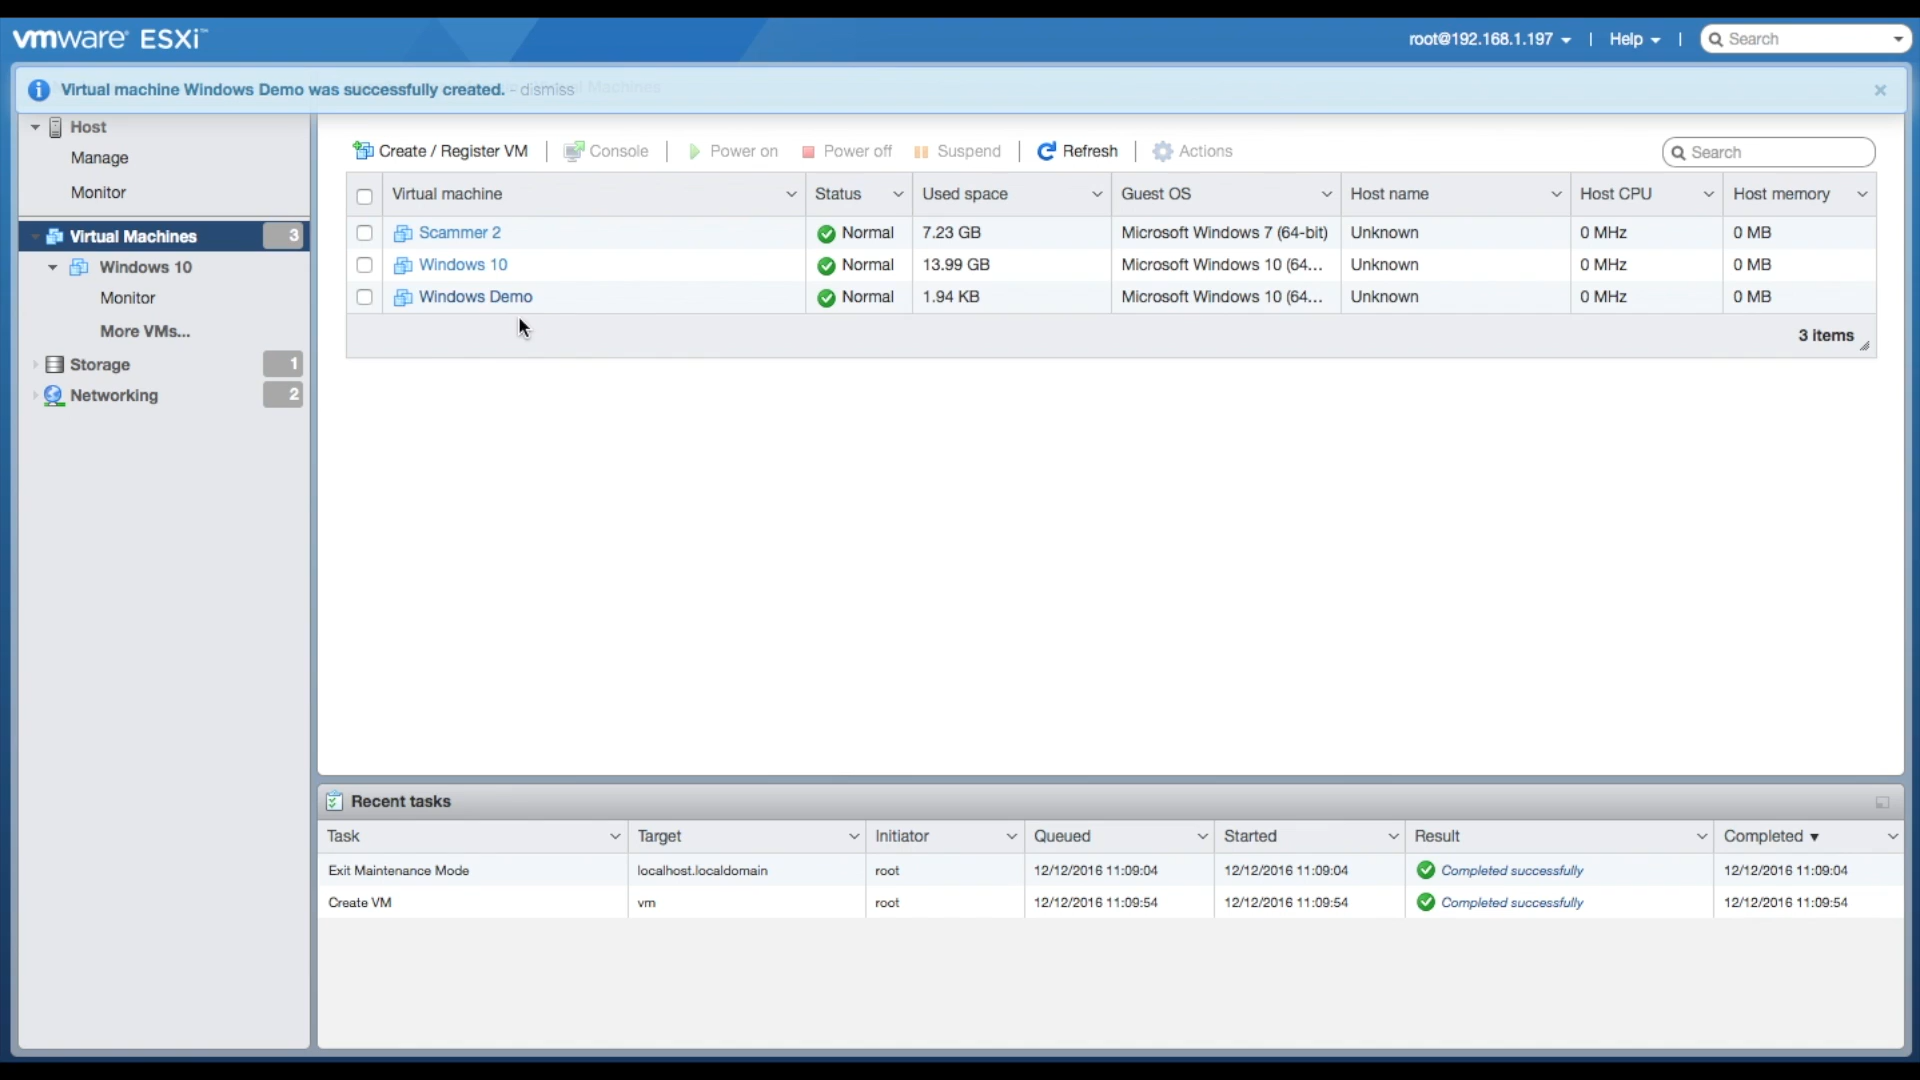 vmware ESXi™
root@192.168.1.197 | Help | Search
Virtual machine Windows Demo was successfully created. - dismiss
Host
Manage
Monitor
Virtual Machines 3
Windows 10
Monitor
More VMs...
Storage 1
Networking 2
Create / Register VM | Console | Power on Power off Suspend | Refresh | Actions
Search
Virtual machine Status Used space Guest OS Host name Host CPU Host memory
Scammer 2 Normal 7.23 GB Microsoft Windows 7 (64-bit) Unknown 0 MHz 0 MB
Windows 10 Normal 13.99 GB Microsoft Windows 10 (64... Unknown 0 MHz 0 MB
Windows Demo Normal 1.94 KB Microsoft Windows 10 (64... Unknown 0 MHz 0 MB
3 items
Recent tasks
Task Target Initiator Queued Started Result Completed ▼
Exit Maintenance Mode localhost.localdomain root 12/12/2016 11:09:04 12/12/2016 11:09:04 Completed successfully 12/12/2016 11:09:04
Create VM vm root 12/12/2016 11:09:54 12/12/2016 11:09:54 Completed successfully 12/12/2016 11:09:54